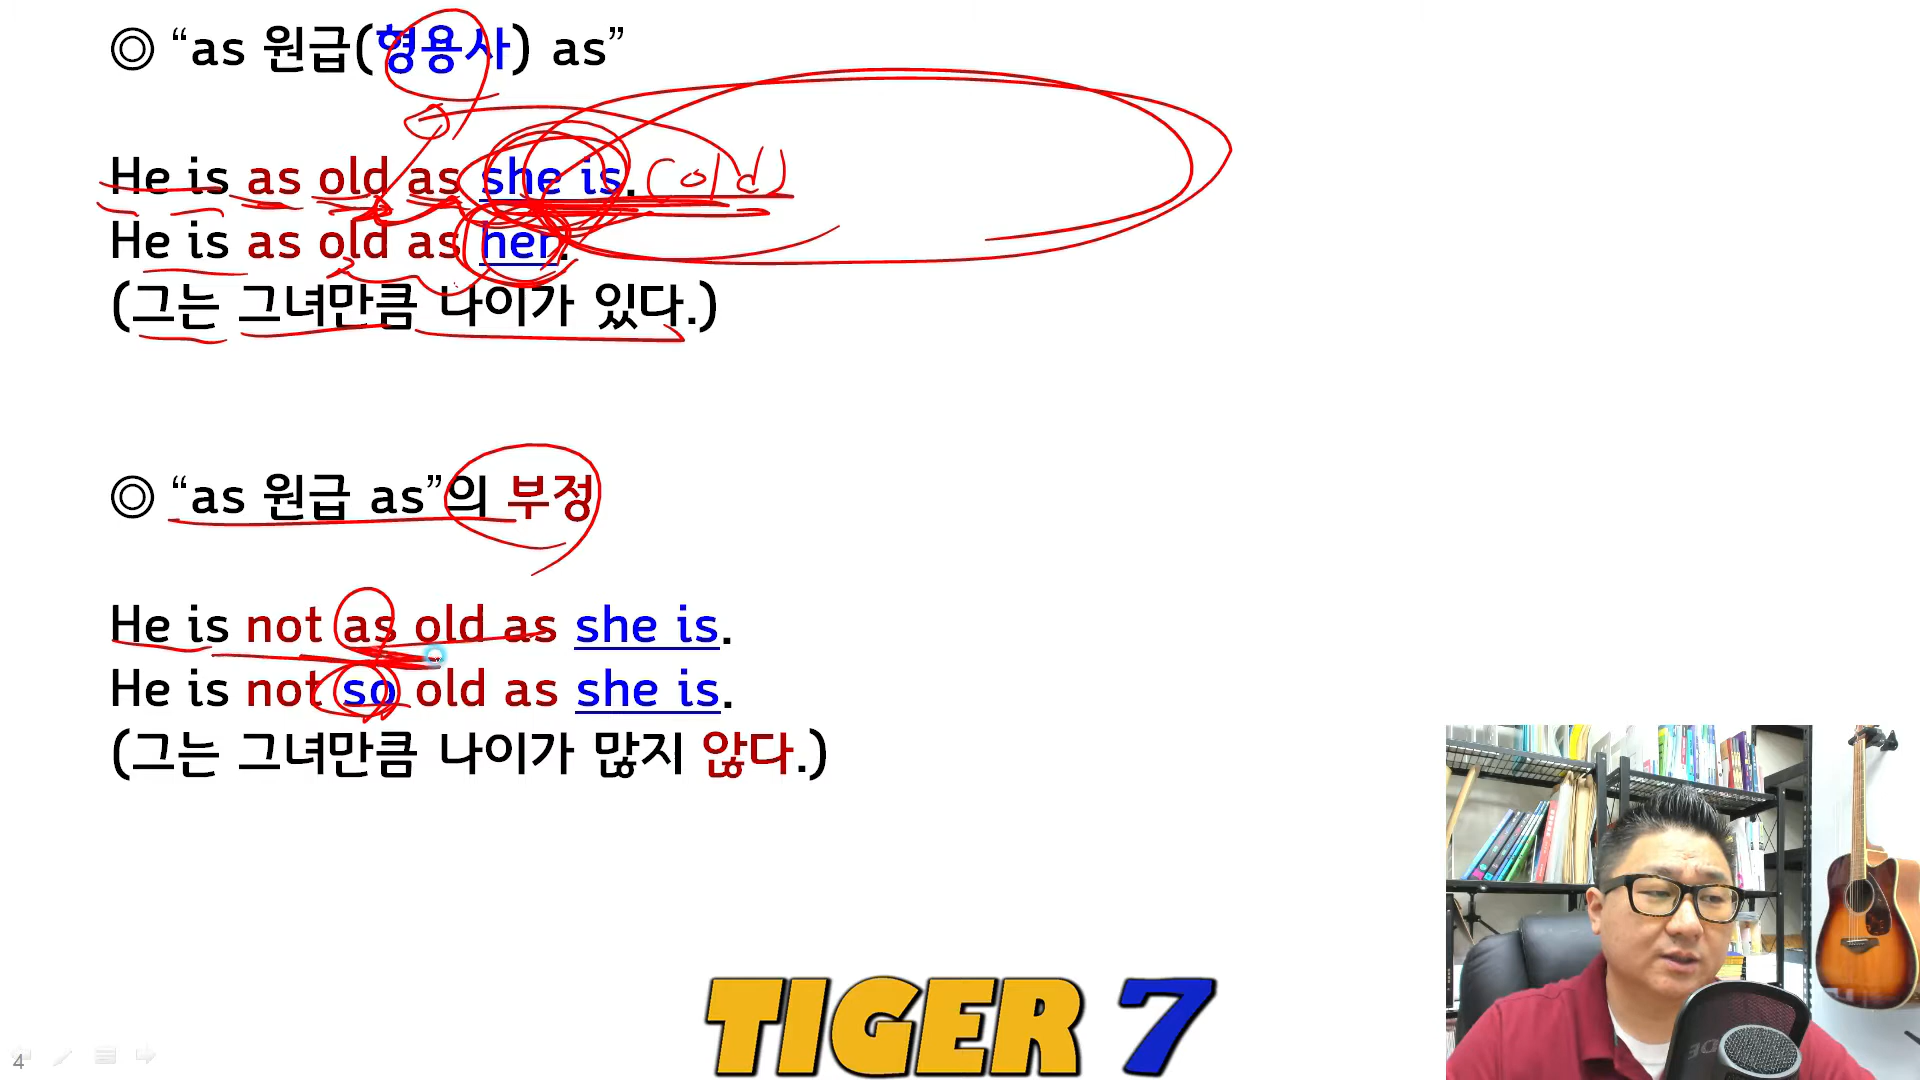 ◎ “as 원급(형용사) as”
He is as old as she is. (old)
He is as old as her.
(그는 그녀만큼 나이가 있다.)
◎ “as 원급 as”의 부정
He is not as old as she is.
He is not so old as she is.
(그는 그녀만큼 나이가 많지 않다.)
TIGER 7
4